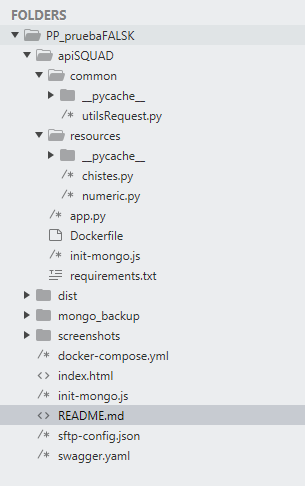 FOLDERS
PP_pruebaFALSK
apiSQUAD
common
__pycache__
/* utilsRequest.py
resources
__pycache__
/* chistes.py
/* numeric.py
/* app.py
Dockerfile
/* init-mongo.js
requirements.txt
dist
mongo_backup
screenshots
/* docker-compose.yml
<> index.html
/* init-mongo.js
<> README.md
/* sftp-config.json
/* swagger.yaml